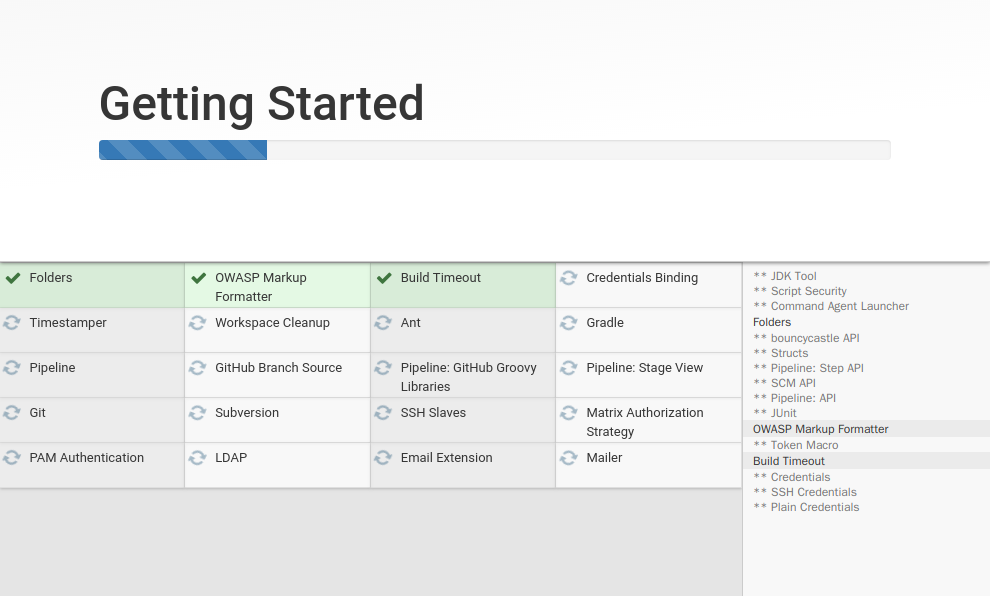 Getting Started
Folders
OWASP Markup
Formatter
Build Timeout
Credentials Binding
Timestamper
Workspace Cleanup
Ant
Gradle
Pipeline
GitHub Branch Source
Pipeline: GitHub Groovy
Libraries
Pipeline: Stage View
Git
Subversion
SSH Slaves
Matrix Authorization
Strategy
PAM Authentication
LDAP
Email Extension
Mailer
** JDK Tool
** Script Security
** Command Agent Launcher
Folders
** bouncycastle API
** Structs
** Pipeline: Step API
** SCM API
** Pipeline: API
** JUnit
OWASP Markup Formatter
** Token Macro
Build Timeout
** Credentials
** SSH Credentials
** Plain Credentials